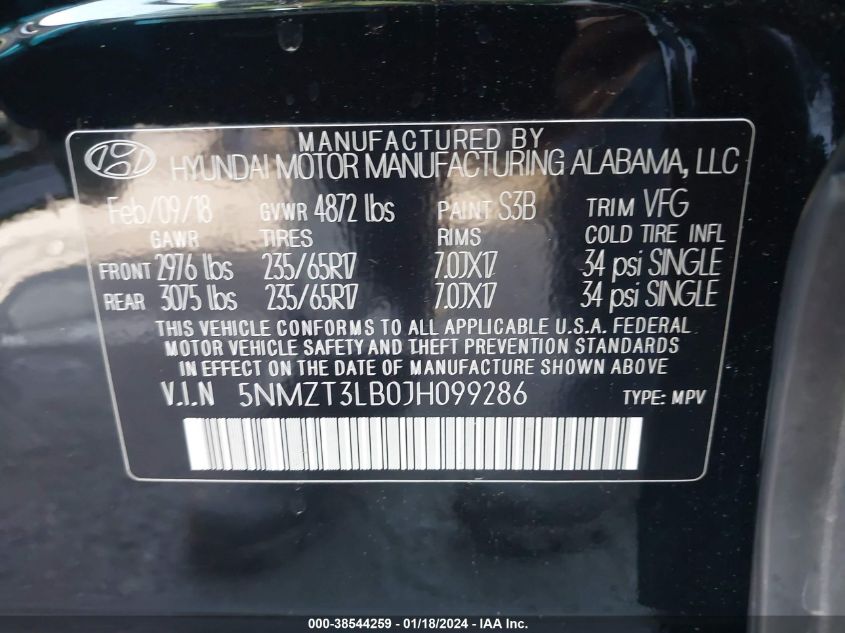 MANUFACTURED BY
HYUNDAI MOTOR MANUFACTURING ALABAMA, LLC
Feb/09/18 GVWR 4872 lbs PAINT S3B TRIM VFG
GAWR TIRES RIMS COLD TIRE INFL
FRONT 2976 lbs 235/65R17 7.0JX17 34 psi SINGLE
REAR 3075 lbs 235/65R17 7.0JX17 34 psi SINGLE
THIS VEHICLE CONFORMS TO ALL APPLICABLE U.S.A. FEDERAL
MOTOR VEHICLE SAFETY AND THEFT PREVENTION STANDARDS
IN EFFECT ON THE DATE OF MANUFACTURE SHOWN ABOVE
V.I.N 5NMZT3LB0JH099286 TYPE: MPV
000-38544259 - 01/18/2024 - IAA Inc.